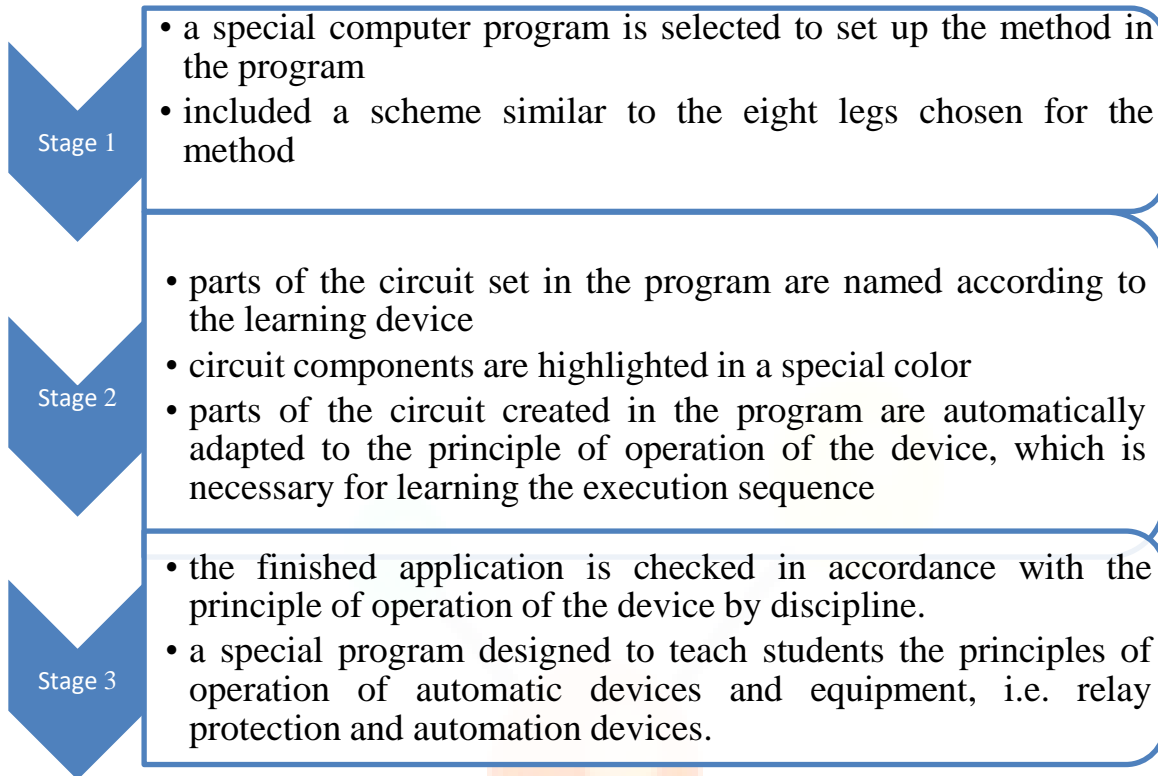 Stage 1
• a special computer program is selected to set up the method in
the program
• included a scheme similar to the eight legs chosen for the
method
Stage 2
• parts of the circuit set in the program are named according to
the learning device
• circuit components are highlighted in a special color
• parts of the circuit created in the program are automatically
adapted to the principle of operation of the device, which is
necessary for learning the execution sequence
Stage 3
• the finished application is checked in accordance with the
principle of operation of the device by discipline.
• a special program designed to teach students the principles of
operation of automatic devices and equipment, i.e. relay
protection and automation devices.